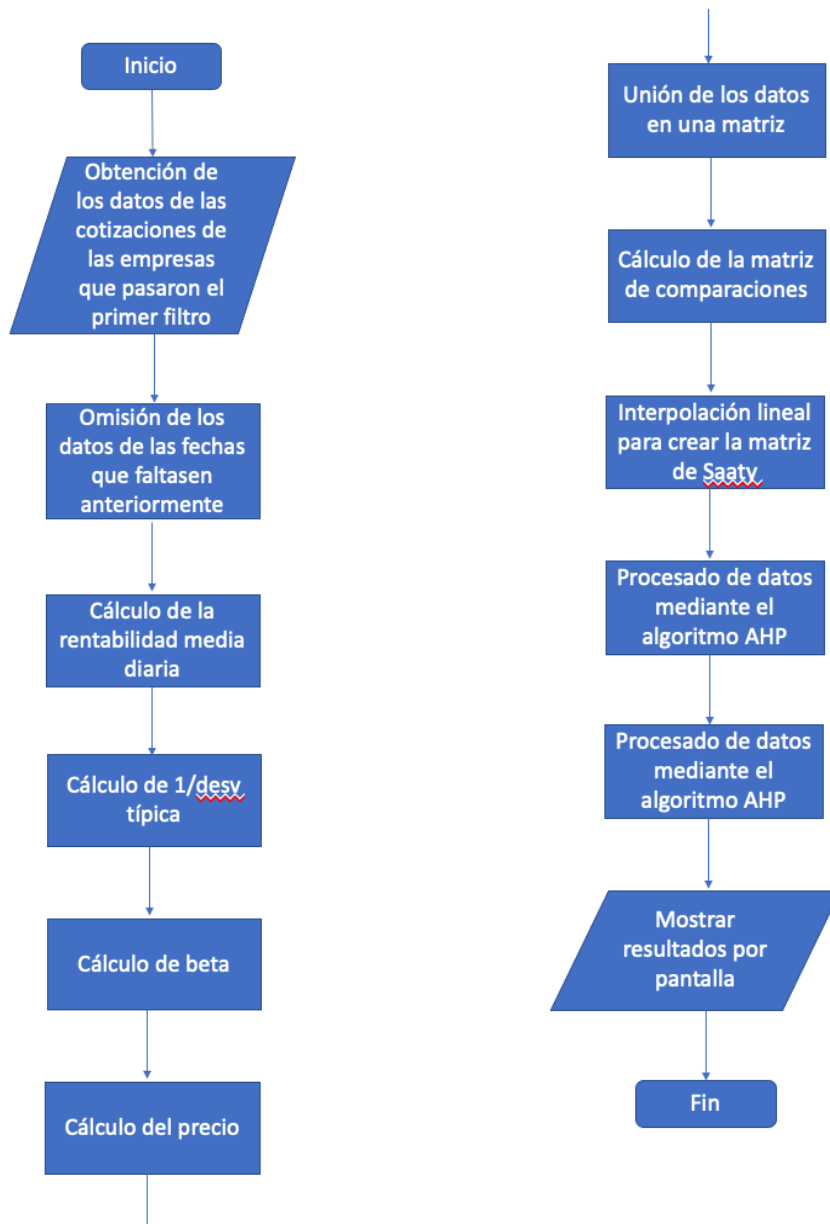 Inicio
Obtención de
los datos de las
cotizaciones de
las empresas
que pasaron el
primer filtro
Omisión de los
datos de las fechas
que faltasen
anteriormente
Cálculo de la
rentabilidad media
diaria
Cálculo de 1/desv
típica
Cálculo de beta
Cálculo del precio
Unión de los datos
en una matriz
Cálculo de la matriz
de comparaciones
Interpolación lineal
para crear la matriz
de Saaty
Procesado de datos
mediante el
algoritmo AHP
Procesado de datos
mediante el
algoritmo AHP
Mostrar
resultados por
pantalla
Fin